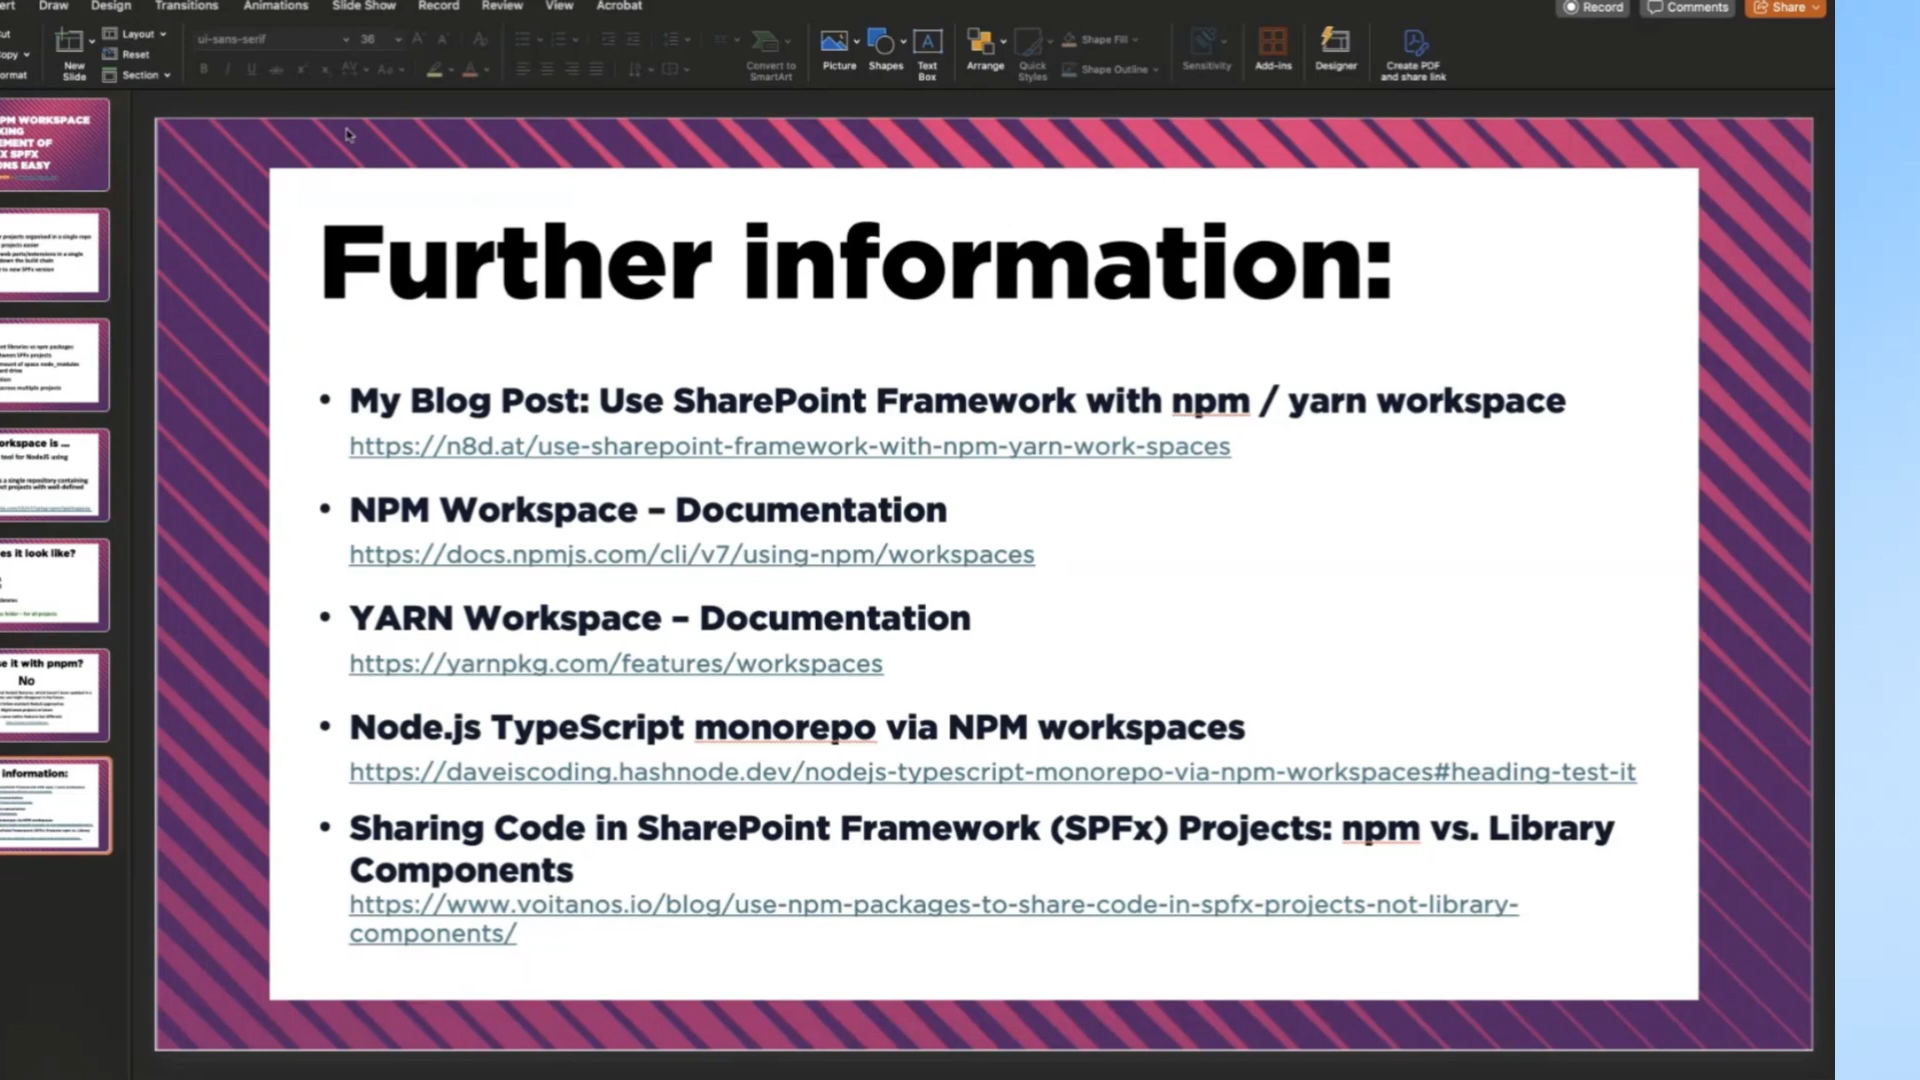 Draw Design Transitions Animations Slide Show Record Review View Acrobat
Record Comments Share
Layout
Reset
Section
New
Slide
ui-sans-serif 36
Convert to
SmartArt
Picture Shapes Text
Box
Arrange Quick
Styles
Shape Fill
Shape Outline
Sensitivity Add-ins Designer Create PDF
and share link
Further information:
• My Blog Post: Use SharePoint Framework with npm / yarn workspace
https://n8d.at/use-sharepoint-framework-with-npm-yarn-work-spaces
• NPM Workspace – Documentation
https://docs.npmjs.com/cli/v7/using-npm/workspaces
• YARN Workspace – Documentation
https://yarnpkg.com/features/workspaces
• Node.js TypeScript monorepo via NPM workspaces
https://daveiscoding.hashnode.dev/nodejs-typescript-monorepo-via-npm-workspaces#heading-test-it
• Sharing Code in SharePoint Framework (SPFx) Projects: npm vs. Library
Components
https://www.voitanos.io/blog/use-npm-packages-to-share-code-in-spfx-projects-not-library-
components/